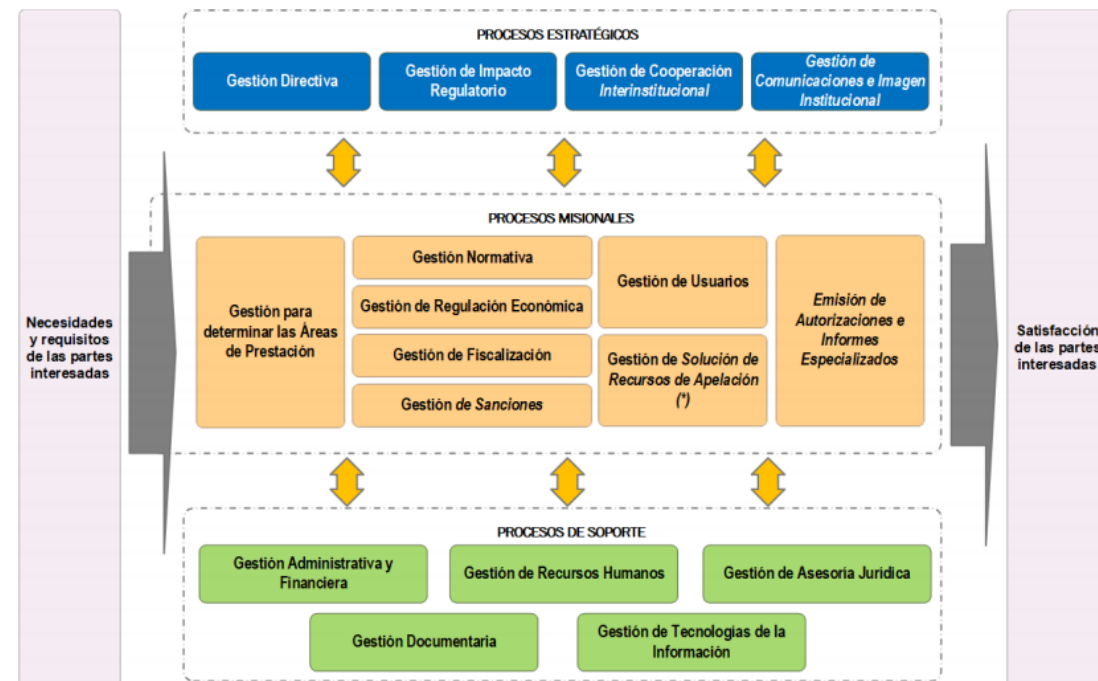 PROCESOS ESTRATÉGICOS
Gestión Directiva
Gestión de Impacto
Regulatorio
Gestión de Cooperación
Interinstitucional
Gestión de
Comunicaciones e Imagen
Institucional
Necesidades
y requisitos
de las partes
interesadas
PROCESOS MISIONALES
Gestión para
determinar las Áreas
de Prestación
Gestión Normativa
Gestión de Regulación Económica
Gestión de Fiscalización
Gestión de Sanciones
Gestión de Usuarios
Gestión de Solución de
Recursos de Apelación
(*)
Emisión de
Autorizaciones e
Informes
Especializados
Satisfacción
de las partes
interesadas
PROCESOS DE SOPORTE
Gestión Administrativa y
Financiera
Gestión de Recursos Humanos
Gestión de Asesoría Jurídica
Gestión Documentaria
Gestión de Tecnologías de la
Información